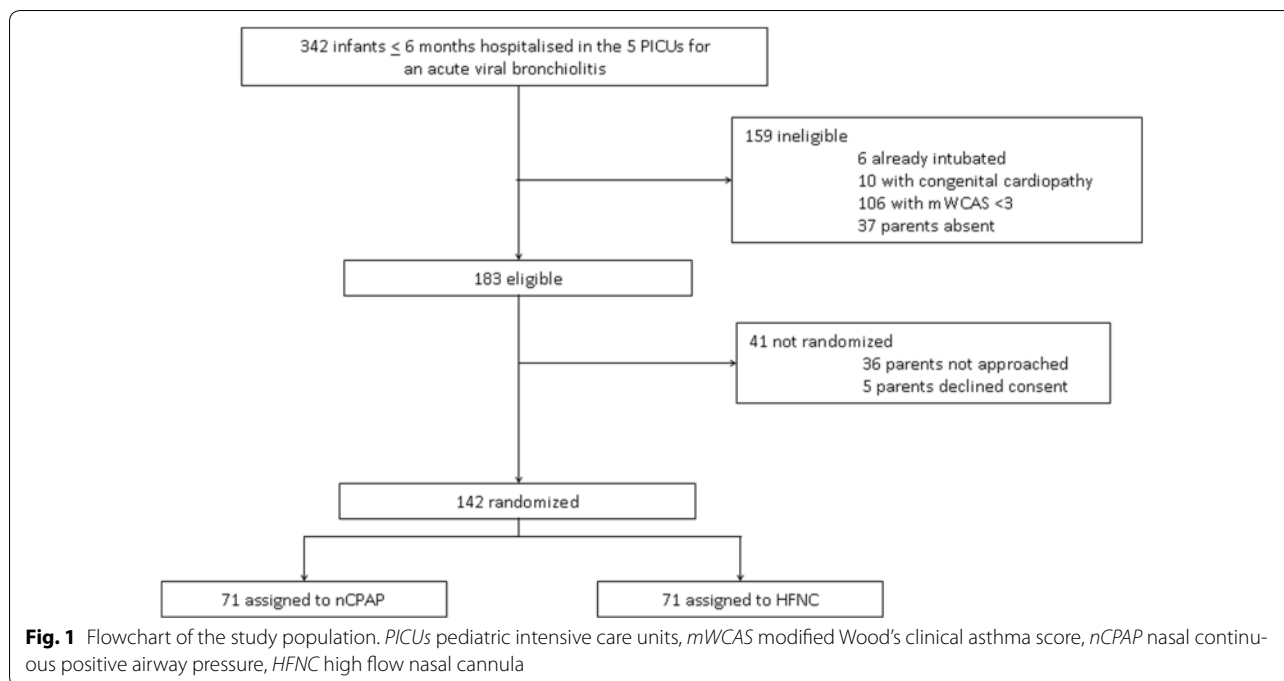 342 infants ≤ 6 months hospitalised in the 5 PICUs for
an acute viral bronchiolitis
159 ineligible
6 already intubated
10 with congenital cardiopathy
106 with mWCAS <3
37 parents absent
183 eligible
41 not randomized
36 parents not approached
5 parents declined consent
142 randomized
71 assigned to nCPAP
71 assigned to HFNC
Fig. 1 Flowchart of the study population. PICUs pediatric intensive care units, mWCAS modified Wood's clinical asthma score, nCPAP nasal continu-
ous positive airway pressure, HFNC high flow nasal cannula